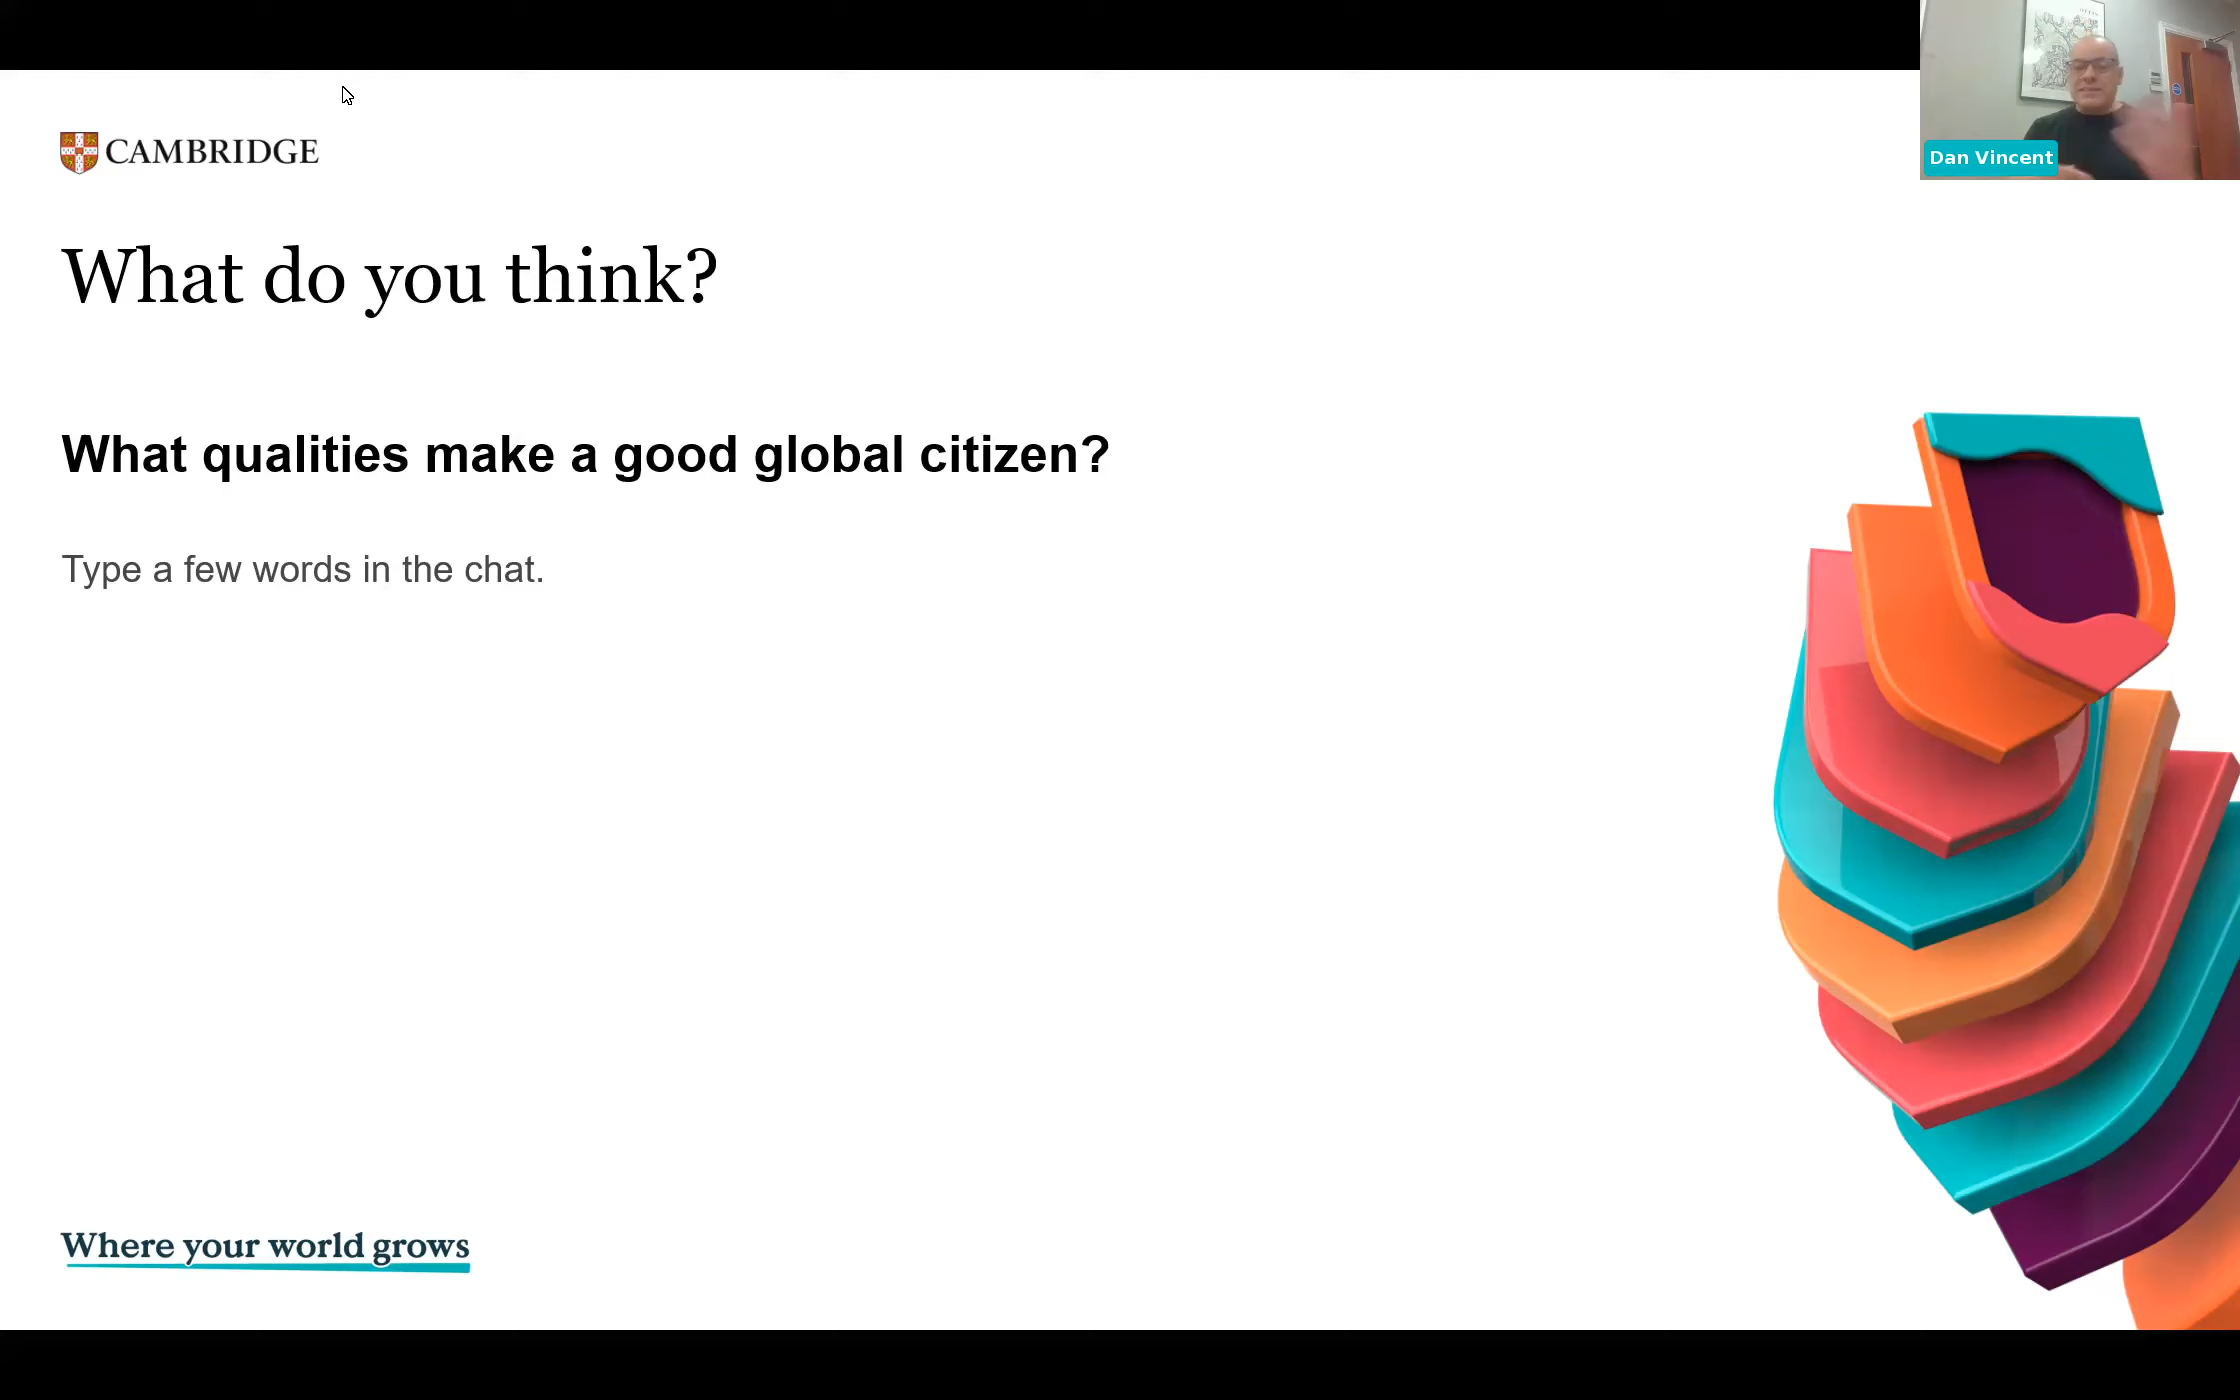 Dan Vincent
CAMBRIDGE
What do you think?
What qualities make a good global citizen?
Type a few words in the chat.
Where your world grows